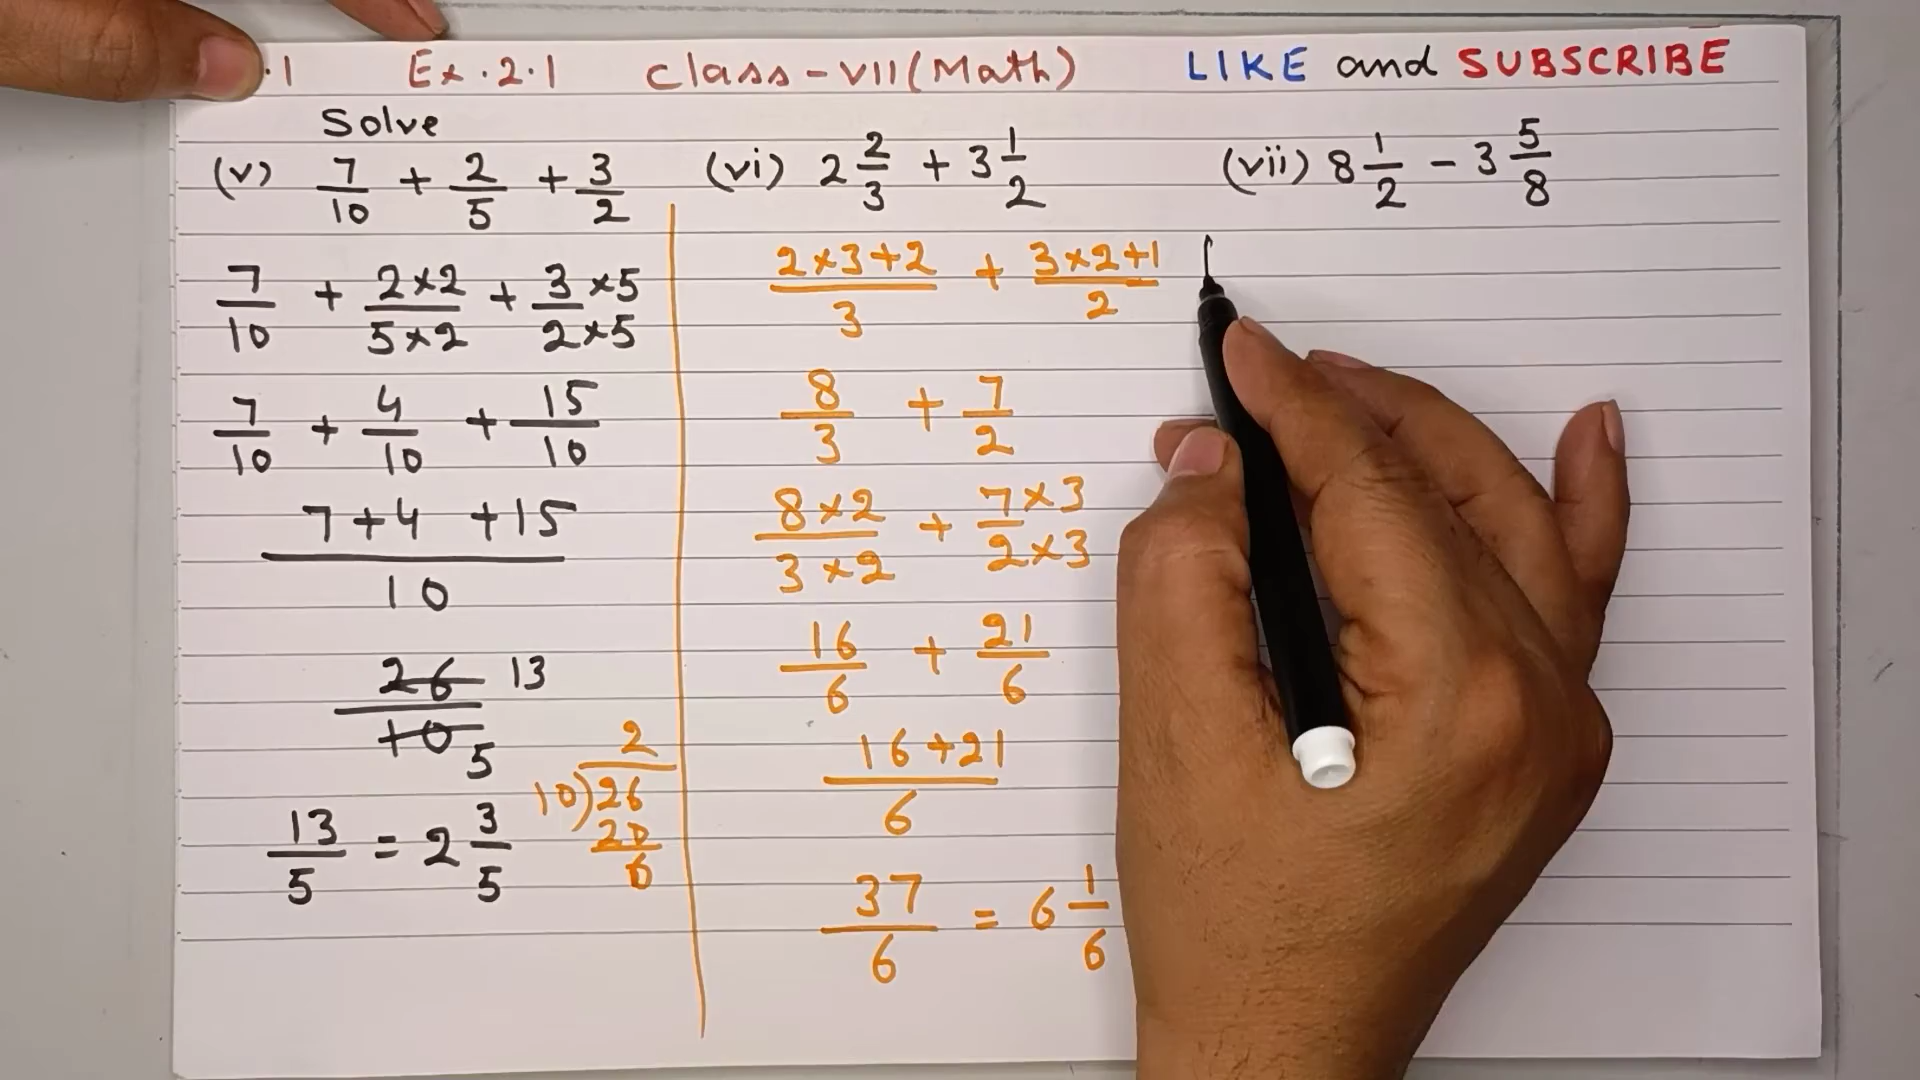 .1 Ex.2.1 Class-VII(Math) LIKE and SUBSCRIBE
Solve
(v) 7/10 + 2/5 + 3/2
7/10 + 2×2/5×2 + 3×5/2×5
7/10 + 4/10 + 15/10
7+4+15/10
26/10 13/5
13/5 = 2 3/5
2
10)26
20
6
(vi) 2 2/3 + 3 1/2
2×3+2/3 + 3×2+1/2
8/3 + 7/2
8×2/3×2 + 7×3/2×3
16/6 + 21/6
16+21/6
37/6 = 6 1/6
(vii) 8 1/2 - 3 5/8